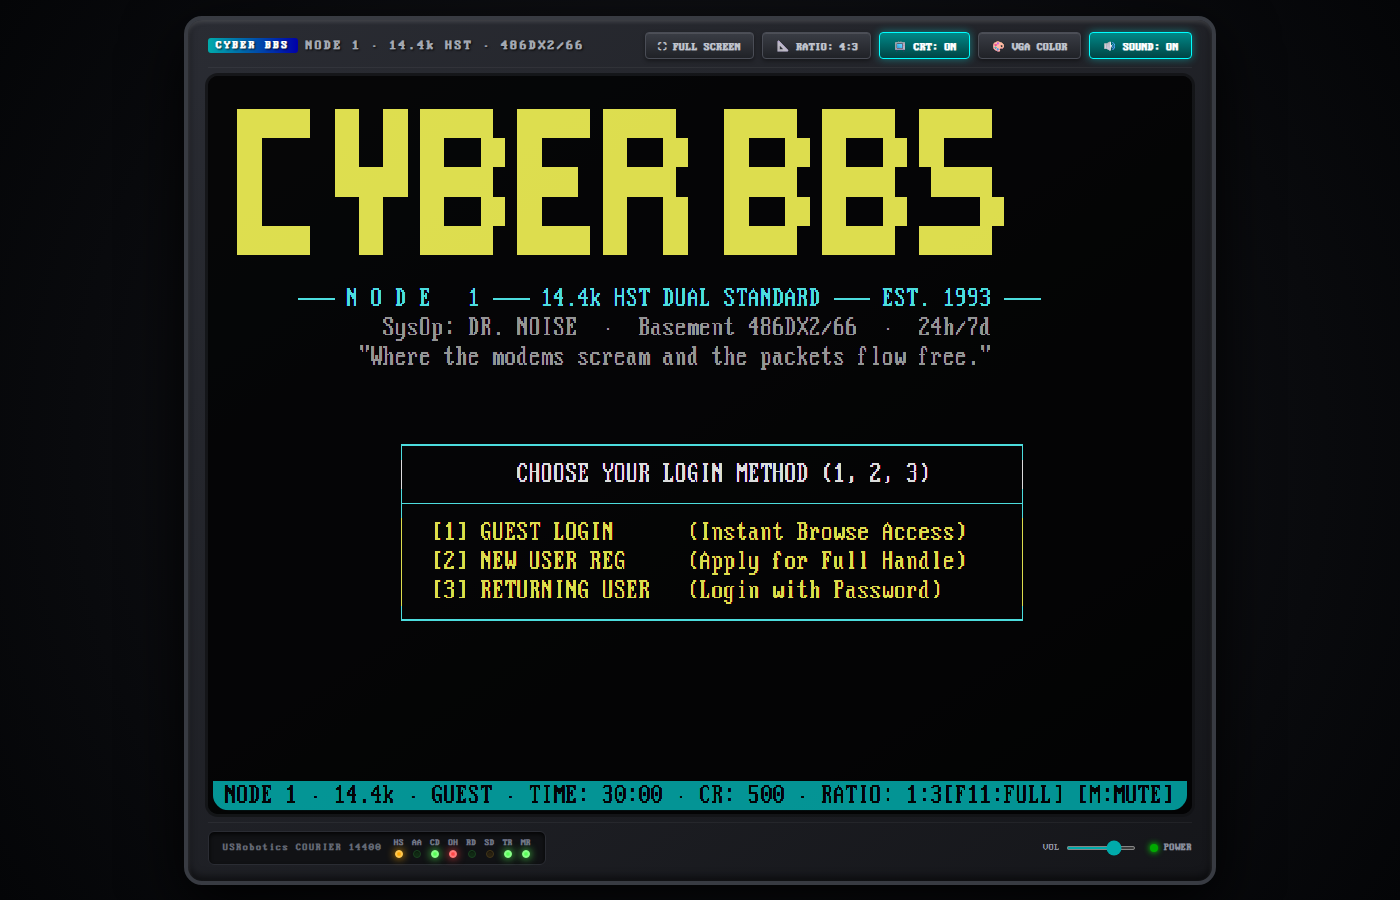 CYBER BBS NODE 1 · 14.4k HST · 486DX2/66
FULL SCREEN
RATIO: 4:3
CRT: ON
VGA COLOR
SOUND: ON
CYBER BBS
N O D E   1 —— 14.4k HST DUAL STANDARD —— EST. 1993
SysOp: DR. NOISE · Basement 486DX2/66 · 24h/7d
"Where the modems scream and the packets flow free."
CHOOSE YOUR LOGIN METHOD (1, 2, 3)
[1] GUEST LOGIN (Instant Browse Access)
[2] NEW USER REG (Apply for Full Handle)
[3] RETURNING USER (Login with Password)
NODE 1 · 14.4k · GUEST · TIME: 30:00 · CR: 500 · RATIO: 1:3[F11:FULL] [M:MUTE]
USRobotics COURIER 14400
HS AA CD OH RD SD TR MR
VOL
POWER